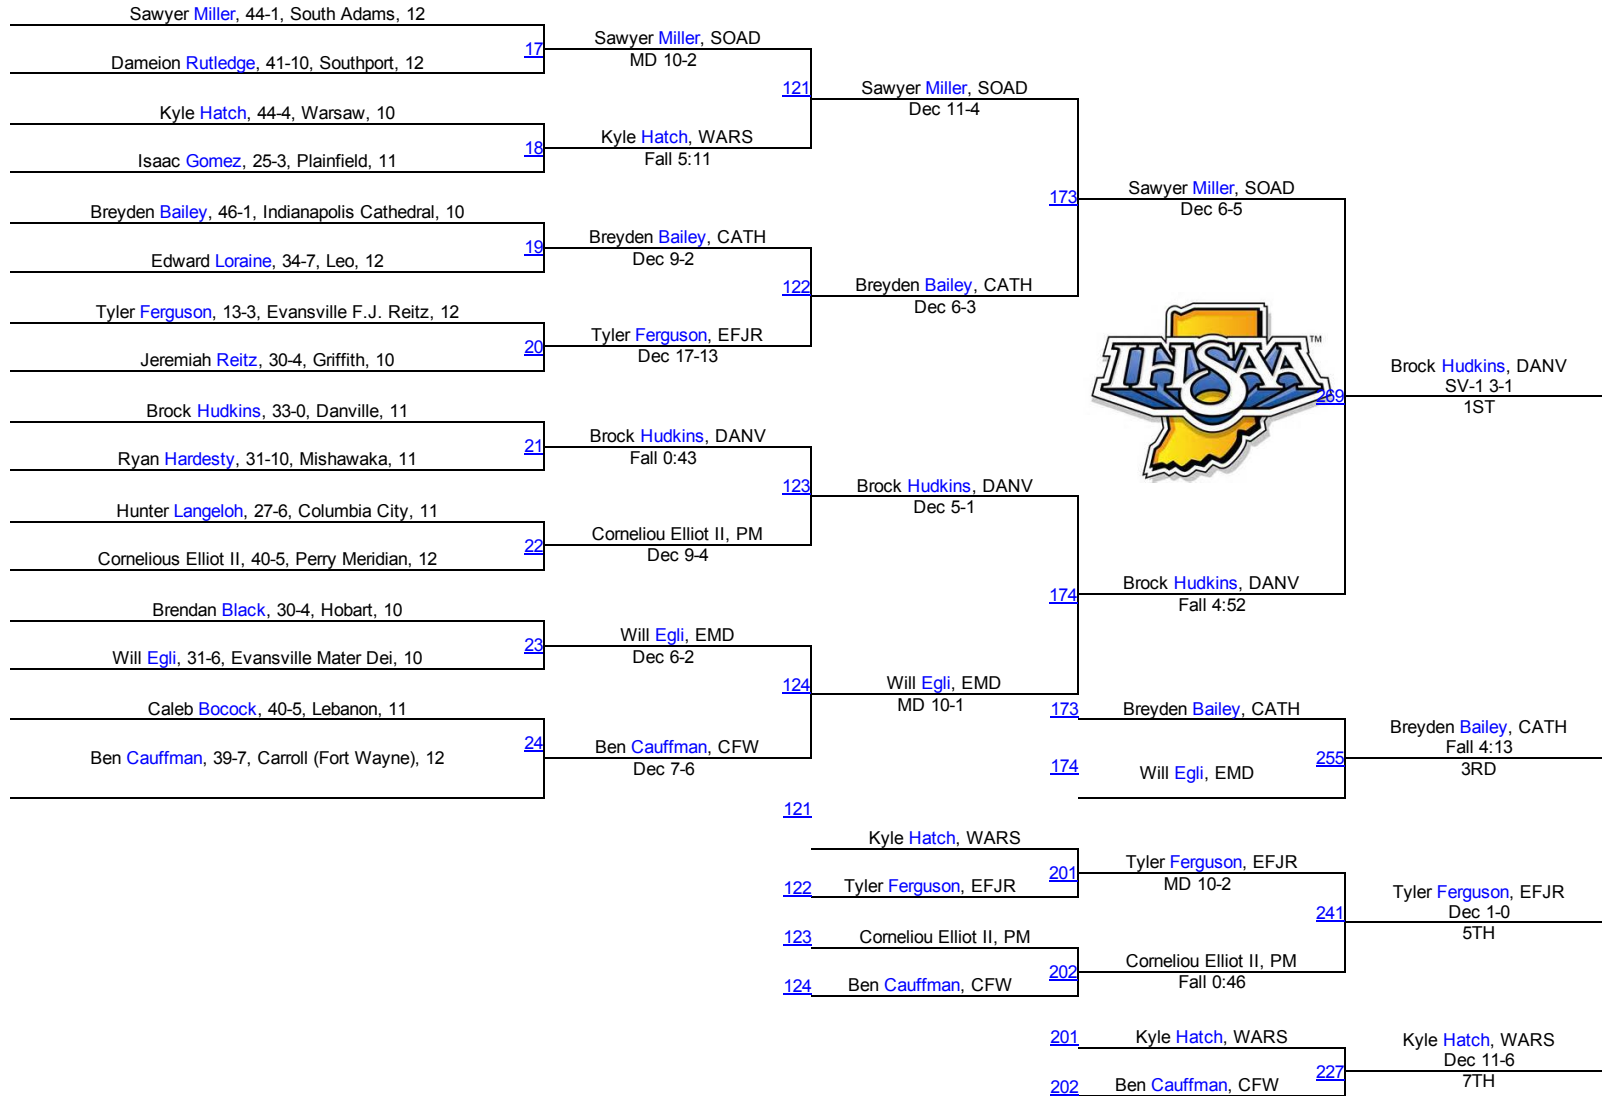 Sawyer Miller, 44-1, South Adams, 12
Dameion Rutledge, 41-10, Southport, 12
17
Sawyer Miller, SOAD
MD 10-2
Kyle Hatch, 44-4, Warsaw, 10
Isaac Gomez, 25-3, Plainfield, 11
18
Kyle Hatch, WARS
Fall 5:11
121
Sawyer Miller, SOAD
Dec 11-4
Breyden Bailey, 46-1, Indianapolis Cathedral, 10
Edward Loraine, 34-7, Leo, 12
19
Breyden Bailey, CATH
Dec 9-2
Tyler Ferguson, 13-3, Evansville F.J. Reitz, 12
Jeremiah Reitz, 30-4, Griffith, 10
20
Tyler Ferguson, EFJR
Dec 17-13
122
Breyden Bailey, CATH
Dec 6-3
173
Sawyer Miller, SOAD
Dec 6-5
Brock Hudkins, 33-0, Danville, 11
Ryan Hardesty, 31-10, Mishawaka, 11
21
Brock Hudkins, DANV
Fall 0:43
Hunter Langeloh, 27-6, Columbia City, 11
Cornelious Elliot II, 40-5, Perry Meridian, 12
22
Corneliou Elliot II, PM
Dec 9-4
123
Brock Hudkins, DANV
Dec 5-1
Brendan Black, 30-4, Hobart, 10
Will Egli, 31-6, Evansville Mater Dei, 10
23
Will Egli, EMD
Dec 6-2
Caleb Bocock, 40-5, Lebanon, 11
Ben Cauffman, 39-7, Carroll (Fort Wayne), 12
24
Ben Cauffman, CFW
Dec 7-6
124
Will Egli, EMD
MD 10-1
174
Brock Hudkins, DANV
Fall 4:52
IHSAA™
269
Brock Hudkins, DANV
SV-1 3-1
1ST
173
Breyden Bailey, CATH
174
Will Egli, EMD
255
Breyden Bailey, CATH
Fall 4:13
3RD
121
Kyle Hatch, WARS
122
Tyler Ferguson, EFJR
201
Tyler Ferguson, EFJR
MD 10-2
123
Corneliou Elliot II, PM
124
Ben Cauffman, CFW
202
Corneliou Elliot II, PM
Fall 0:46
241
Tyler Ferguson, EFJR
Dec 1-0
5TH
201
Kyle Hatch, WARS
202
Ben Cauffman, CFW
227
Kyle Hatch, WARS
Dec 11-6
7TH